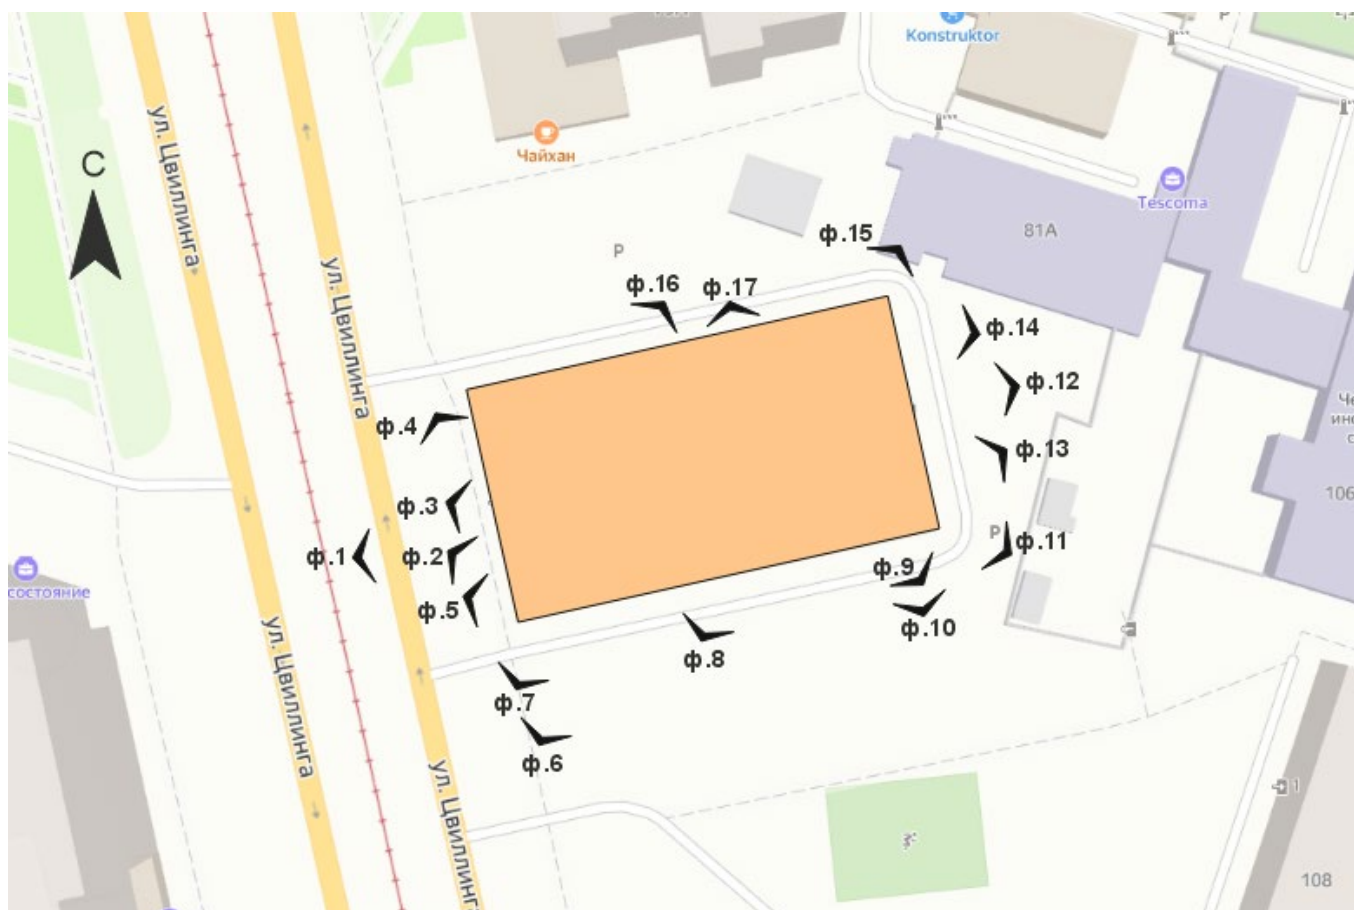 Konstruktor
P
ул. Цвиллинга
Чайхан
С
Tescoma
81А
P
ф.15
ул. Цвиллинга
ф.16
ф.17
ф.14
ф.12
ф.4
ф.13
106
ф.3
P
ф.1
ф.2
ф.11
ф.9
состояние
ф.5
ф.10
ф.8
ул. Цвиллинга
ф.7
ф.6
ул. Цвиллинга
1
108